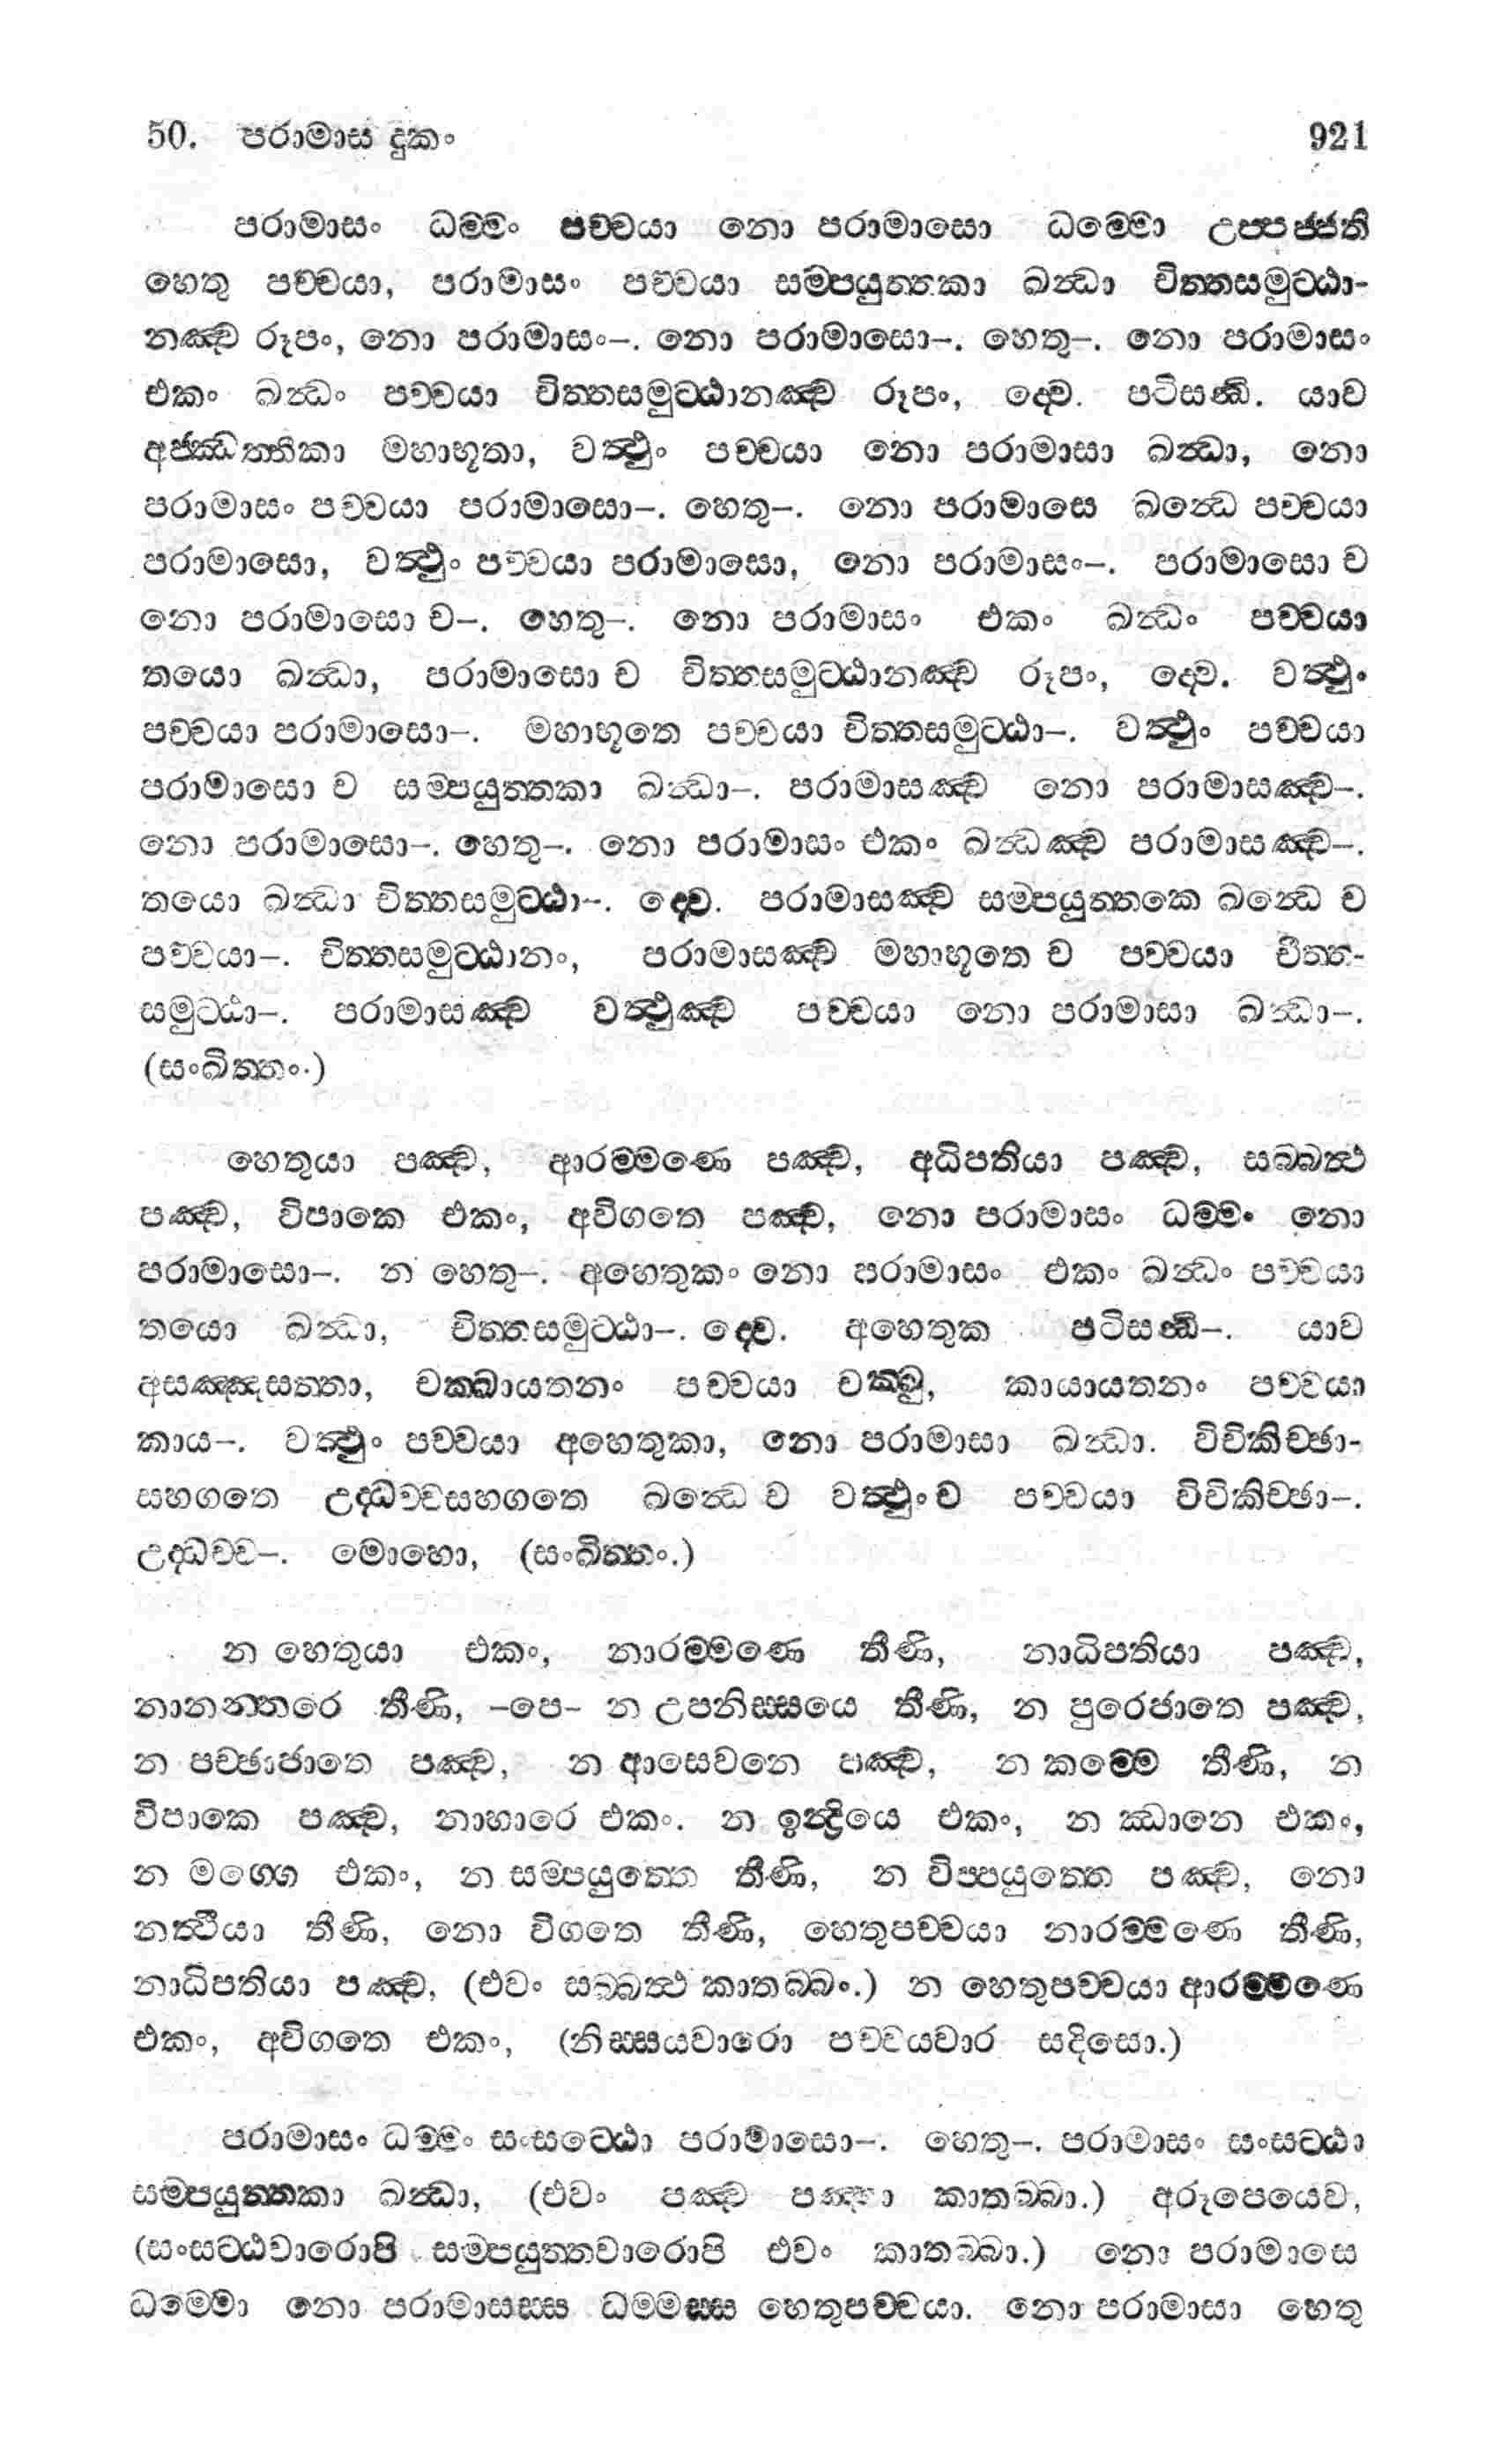 50. පරාමාස දුකං 921
පරාමාසං ධම්මං පච්චයා නො පරාමාසො ධම්මො උප්පජ්ජති
හෙතු පච්චයා, පරාමාසං පච්චයා සම්පයුත්තකා ඛන්ධා චිත්තසමුට්ඨා-
නඤ්ච රූපං, නො පරාමාසං–. නො පරාමාසො–. හෙතු–. නො පරාමාසං
එකං ඛන්ධං පච්චයා චිත්තසමුට්ඨානඤ්ච රූපං, ද්වෙ. පටිසන්ධි. යාව
අජ්ඣත්තිකා මහාභූතා, වත්ථුං පච්චයා නො පරාමාසා ඛන්ධා, නො
පරාමාසං පච්චයා පරාමාසො–. හෙතු–. නො පරාමාසෙ ඛන්ධෙ පච්චයා
පරාමාසො, වත්ථුං පච්චයා පරාමාසො, නො පරාමාසං–. පරාමාසො ච
නො පරාමාසො ච–. හෙතු–. නො පරාමාසං එකං ඛන්ධං පච්චයා
තයො ඛන්ධා, පරාමාසො ච චිත්තසමුට්ඨානඤ්ච රූපං, ද්වෙ. වත්ථුං
පච්චයා පරාමාසො–. මහාභූතෙ පච්චයා චිත්තසමුට්ඨා–. වත්ථුං පච්චයා
පරාමාසො ච සම්පයුත්තකා ඛන්ධා–. පරාමාසඤ්ච නො පරාමාසඤ්ච–.
නො පරාමාසො–. හෙතු–. නො පරාමාසං එකං ඛන්ධඤ්ච පරාමාසඤ්ච–.
තයො ඛන්ධා චිත්තසමුට්ඨා–. ද්වෙ. පරාමාසඤ්ච සම්පයුත්තකෙ ඛන්ධෙ ච
පච්චයා–. චිත්තසමුට්ඨානං, පරාමාසඤ්ච මහාභූතෙ ච පච්චයා චිත්ත-
සමුට්ඨා–. පරාමාසඤ්ච වත්ථුඤ්ච පච්චයා නො පරාමාසා ඛන්ධා–.
(සංඛිත්තං.)
හෙතුයා පඤ්ච, ආරම්මණෙ පඤ්ච, අධිපතියා පඤ්ච, සබ්බත්ථ
පඤ්ච, විපාකෙ එකං, අවිගතෙ පඤ්ච, නො පරාමාසං ධම්මං නො
පරාමාසො–. න හෙතු–. අහෙතුකං නො පරාමාසං එකං ඛන්ධං පච්චයා
තයො ඛන්ධා, චිත්තසමුට්ඨා–. ද්වෙ. අහෙතුක පටිසන්ධි–. යාව
අසඤ්ඤසත්තා, චක්ඛායතනං පච්චයා චක්ඛු, කායායතනං පච්චයා
කාය–. වත්ථුං පච්චයා අහෙතුකා, නො පරාමාසා ඛන්ධා. විචිකිච්ඡා-
සහගතෙ උද්ධච්චසහගතෙ ඛන්ධෙ ච වත්ථුංච පච්චයා විචිකිච්ඡා–.
උද්ධච්ච–. මොහො, (සංඛිත්තං.)
න හෙතුයා එකං, නාරම්මණෙ තීණි, නාධිපතියා පඤ්ච,
නානන්තරෙ තීණි, –පෙ– න උපනිස්සයෙ තීණි, න පුරෙජාතෙ පඤ්ච,
න පච්ඡාජාතෙ පඤ්ච, න ආසෙවනෙ පඤ්ච, න කම්මෙ තීණි, න
විපාකෙ පඤ්ච, නාහාරෙ එකං. න ඉන්ද්‍රියෙ එකං, න ඣානෙ එකං,
න මග්ගෙ එකං, න සම්පයුත්තෙ තීණි, න විප්පයුත්තෙ පඤ්ච, නො
නත්ථියා තීණි, නො විගතෙ තීණි, හෙතුපච්චයා නාරම්මණෙ තීණි,
නාධිපතියා පඤ්ච, (එවං සබ්බත්ථ කාතබ්බං.) න හෙතුපච්චයා ආරම්මණෙ
එකං, අවිගතෙ එකං, (නිස්සයවාරො පච්චයවාර සදිසො.)
පරාමාසං ධම්මං සංසට්ඨො පරාමාසො–. හෙතු–. පරාමාසං සංසට්ඨා
සම්පයුත්තකා ඛන්ධා, (එවං පඤ්ච පඤ්හා කාතබ්බා.) අරූපෙයෙව,
(සංසට්ඨවාරොපි සම්පයුත්තවාරොපි එවං කාතබ්බා.) නො පරාමාසෙ
ධම්මො නො පරාමාසස්ස ධම්මස්ස හෙතුපච්චයා. නො පරාමාසා හෙතු